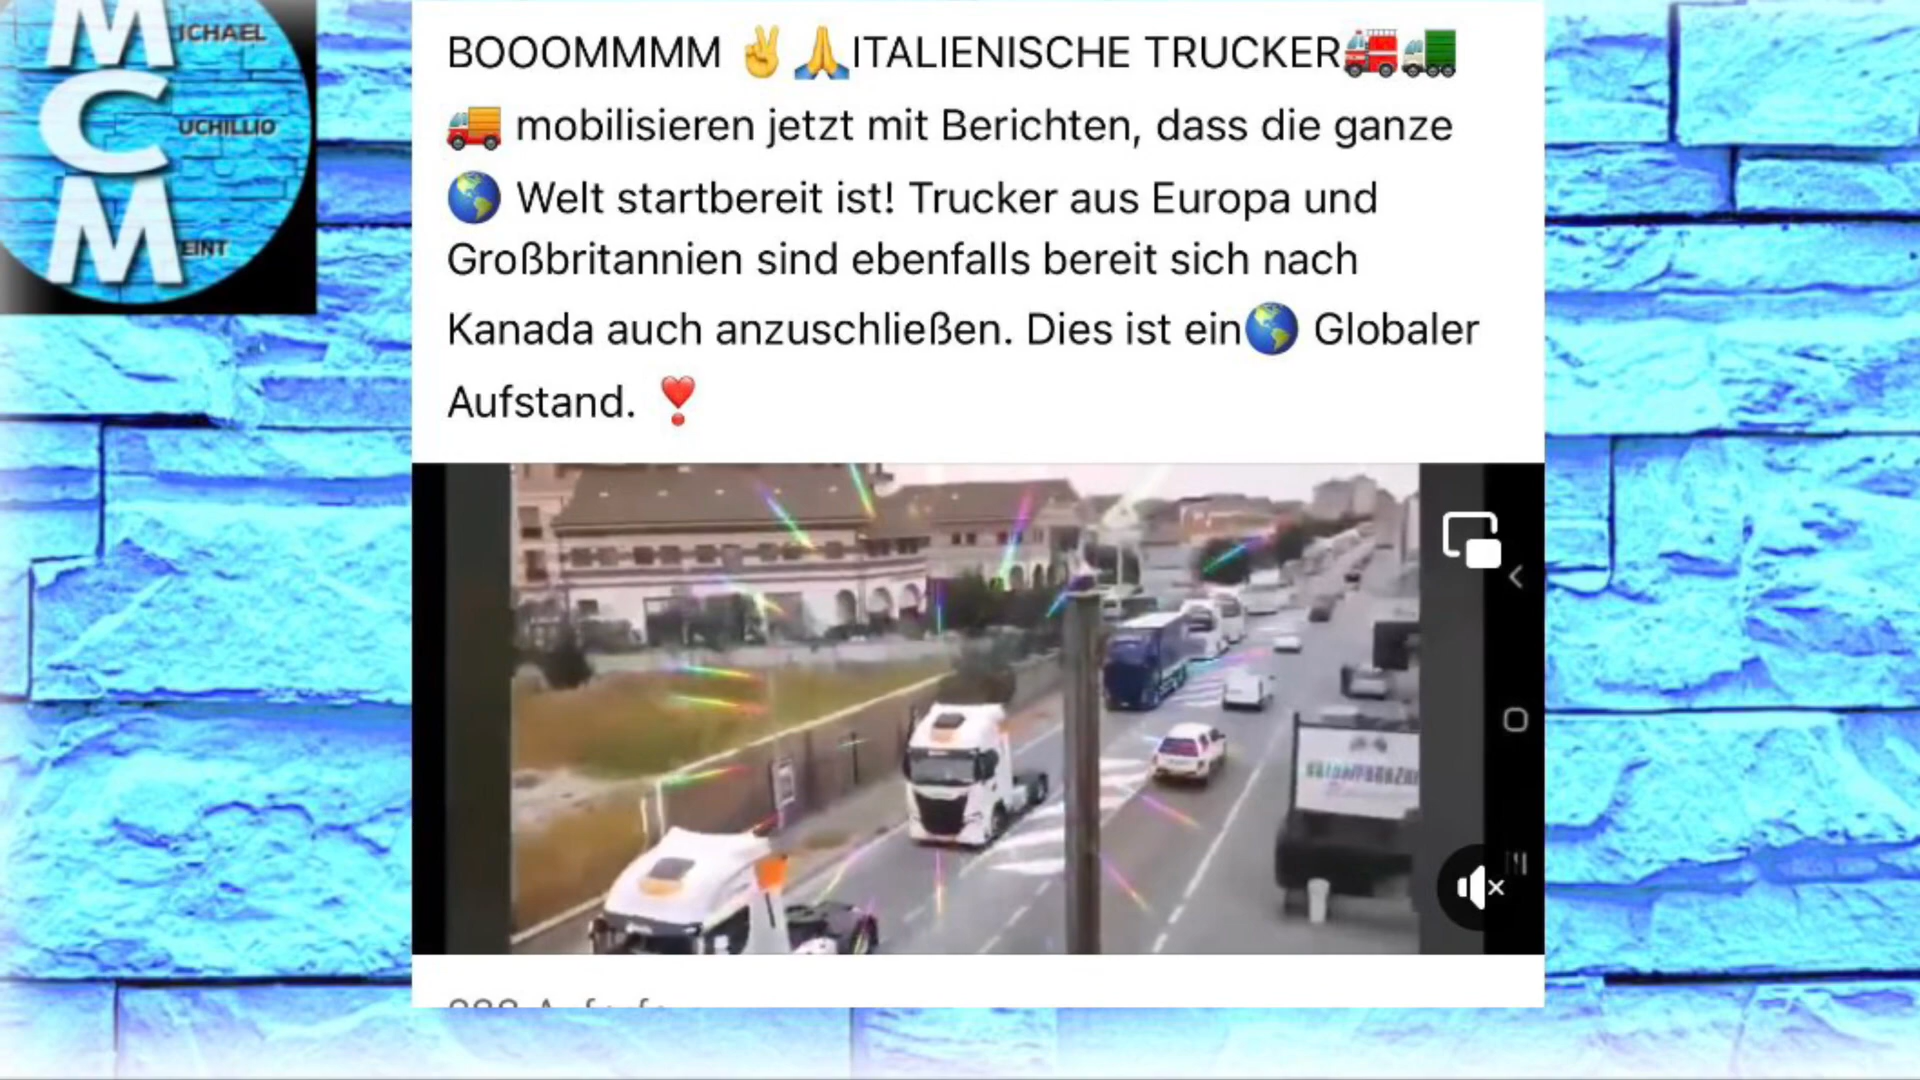 M ICHAEL
C UCHILLIO
M EINT
BOOOMMMM ✌️🙏ITALIENISCHE TRUCKER🚒🚛
🚚 mobilisieren jetzt mit Berichten, dass die ganze
🌎 Welt startbereit ist! Trucker aus Europa und
Großbritannien sind ebenfalls bereit sich nach
Kanada auch anzuschließen. Dies ist ein🌎 Globaler
Aufstand. ❣️